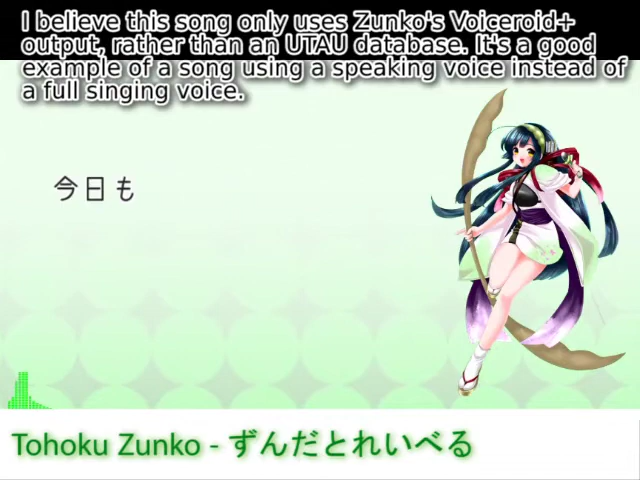 I believe this song only uses Zunko's Voiceroid+
output, rather than an UTAU database. It's a good
example of a song using a speaking voice instead of
a full singing voice.
今日も
Tohoku Zunko - ずんだとれいべる